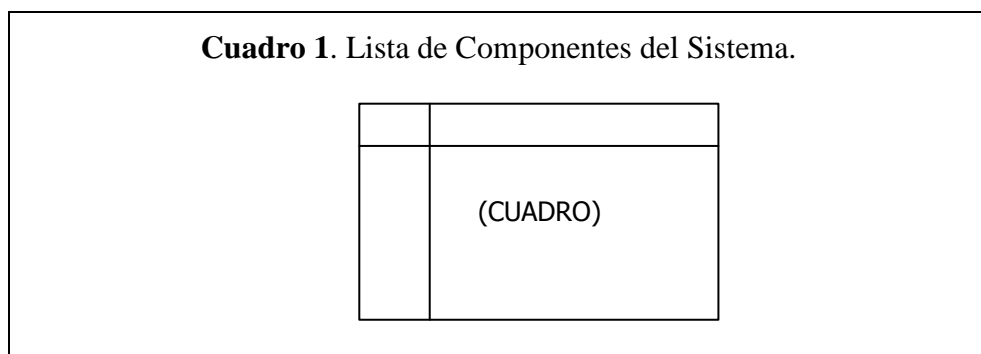 Cuadro 1. Lista de Componentes del Sistema.
(CUADRO)